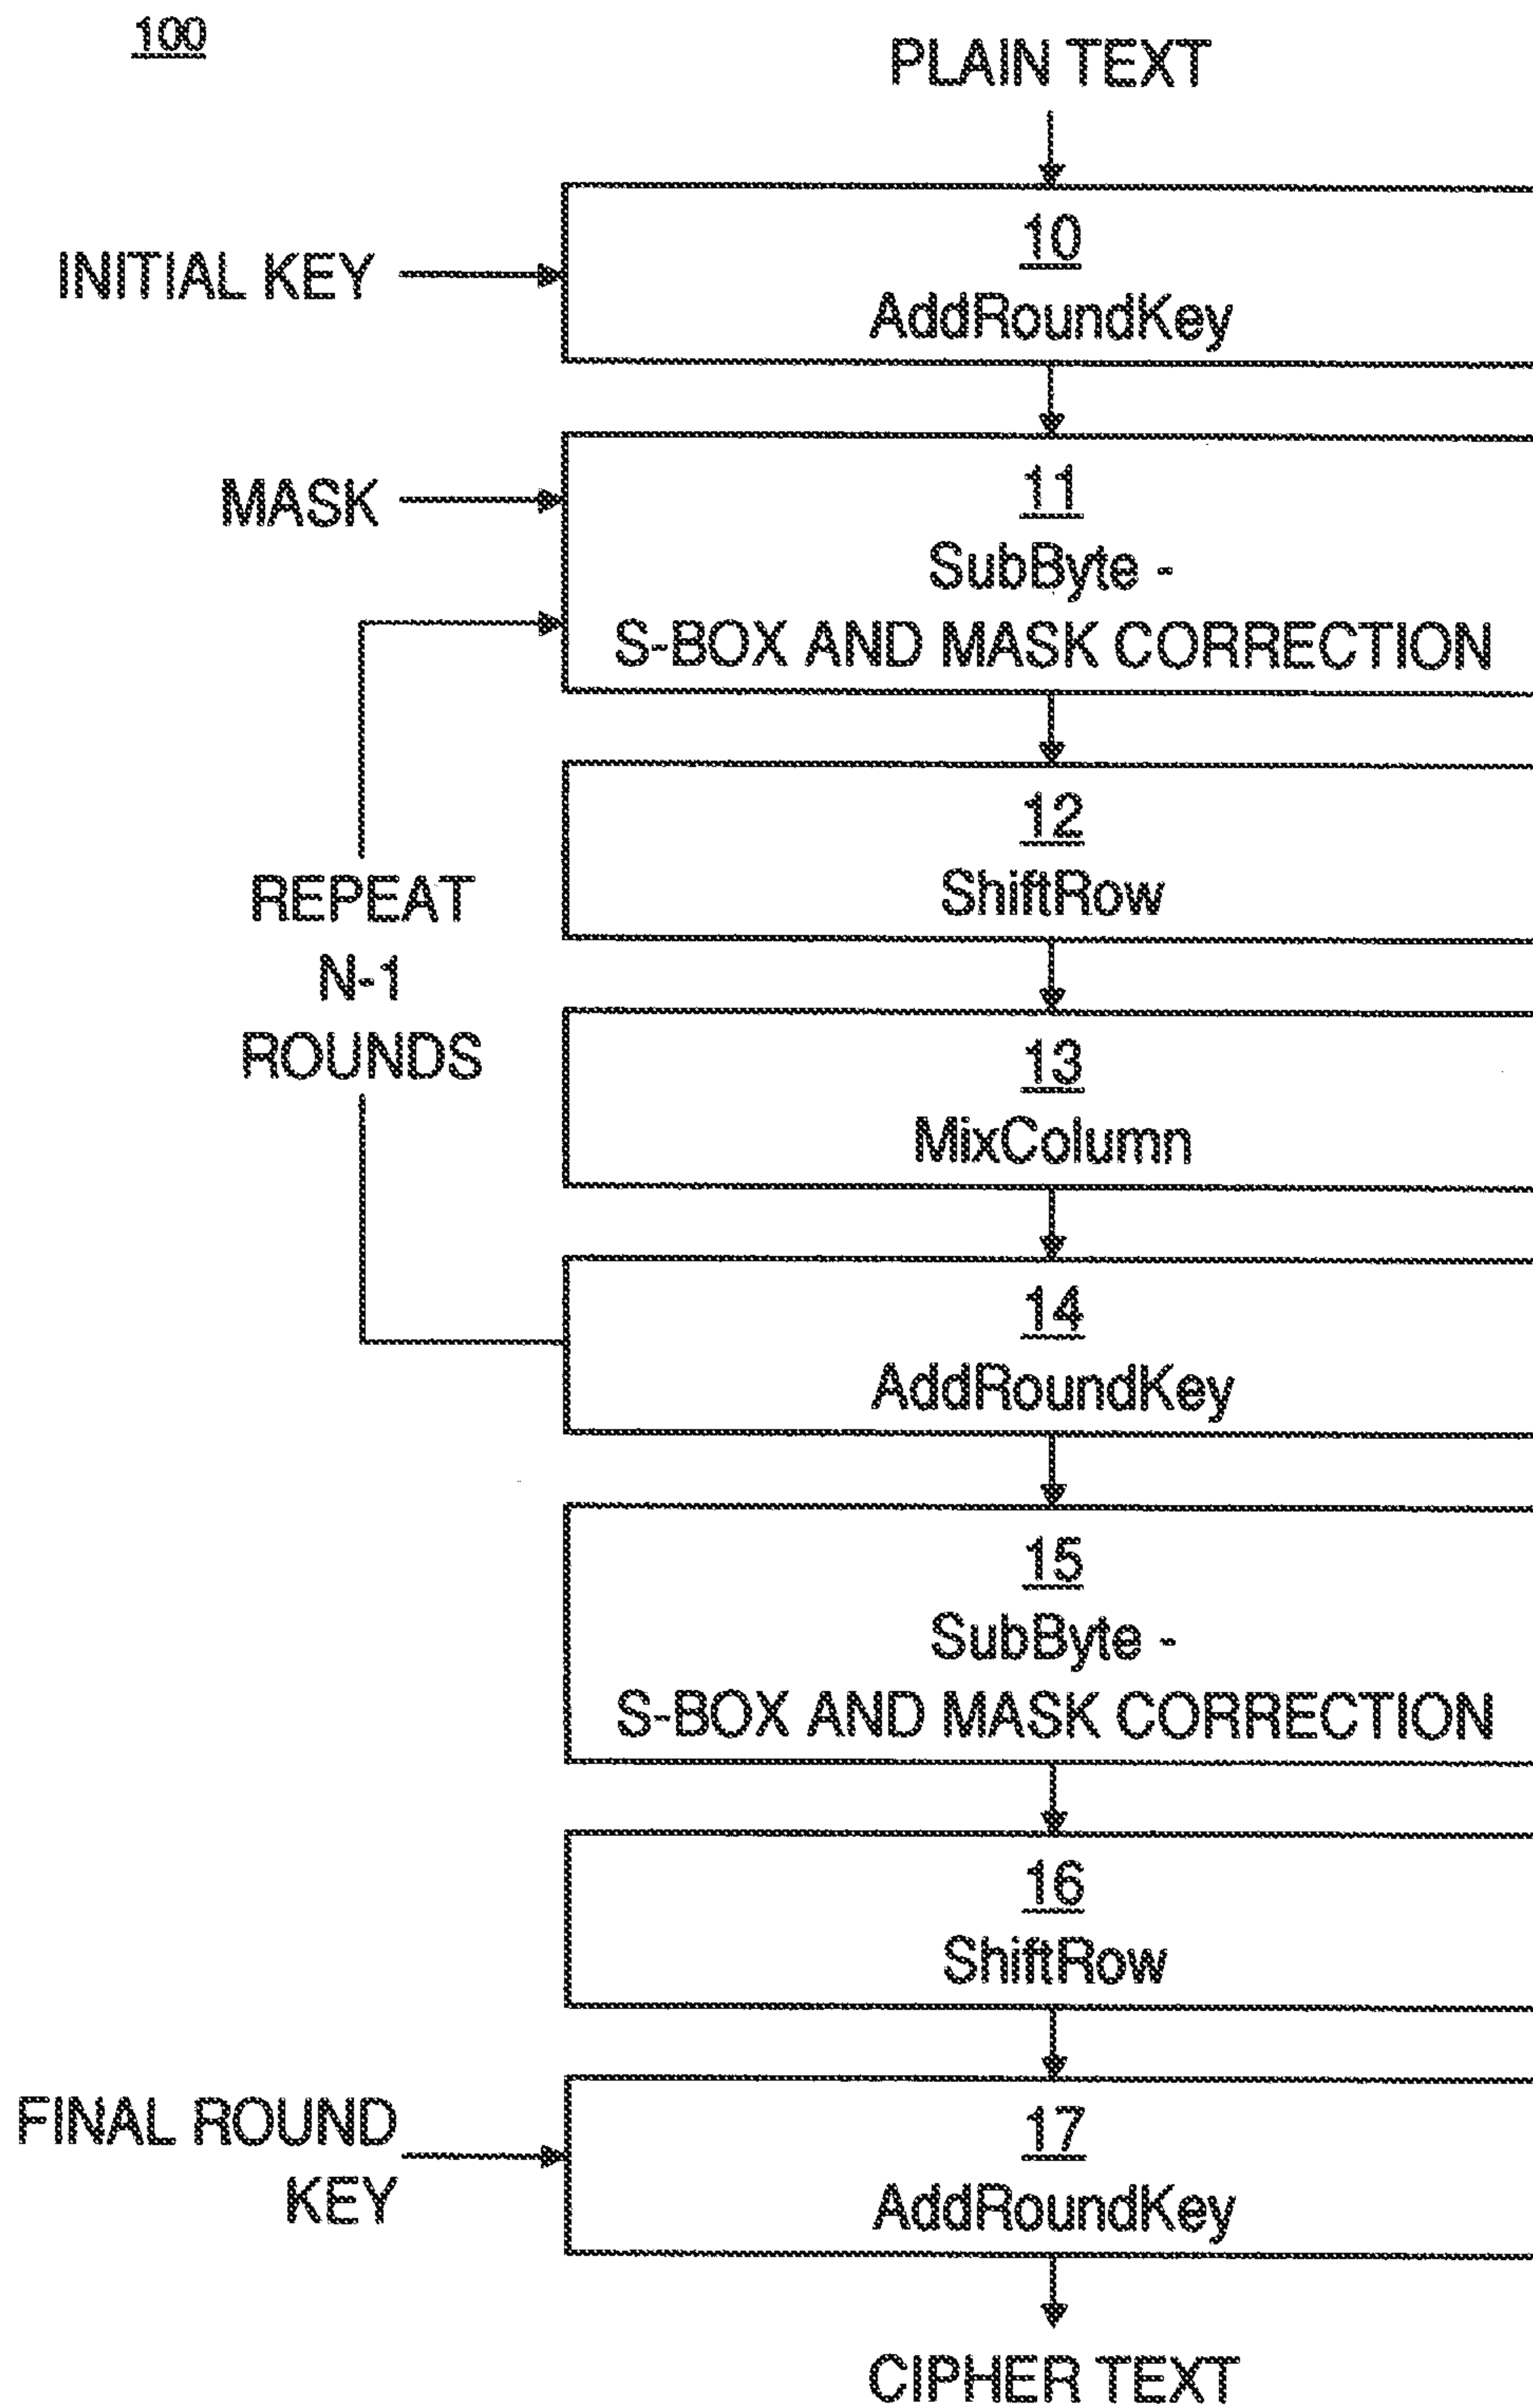 100
PLAIN TEXT
INITIAL KEY
10
AddRoundKey
MASK
11
SubByte -
S-BOX AND MASK CORRECTION
12
ShiftRow
REPEAT
N-1
ROUNDS
13
MixColumn
14
AddRoundKey
15
SubByte -
S-BOX AND MASK CORRECTION
16
ShiftRow
FINAL ROUND
KEY
17
AddRoundKey
CIPHER TEXT